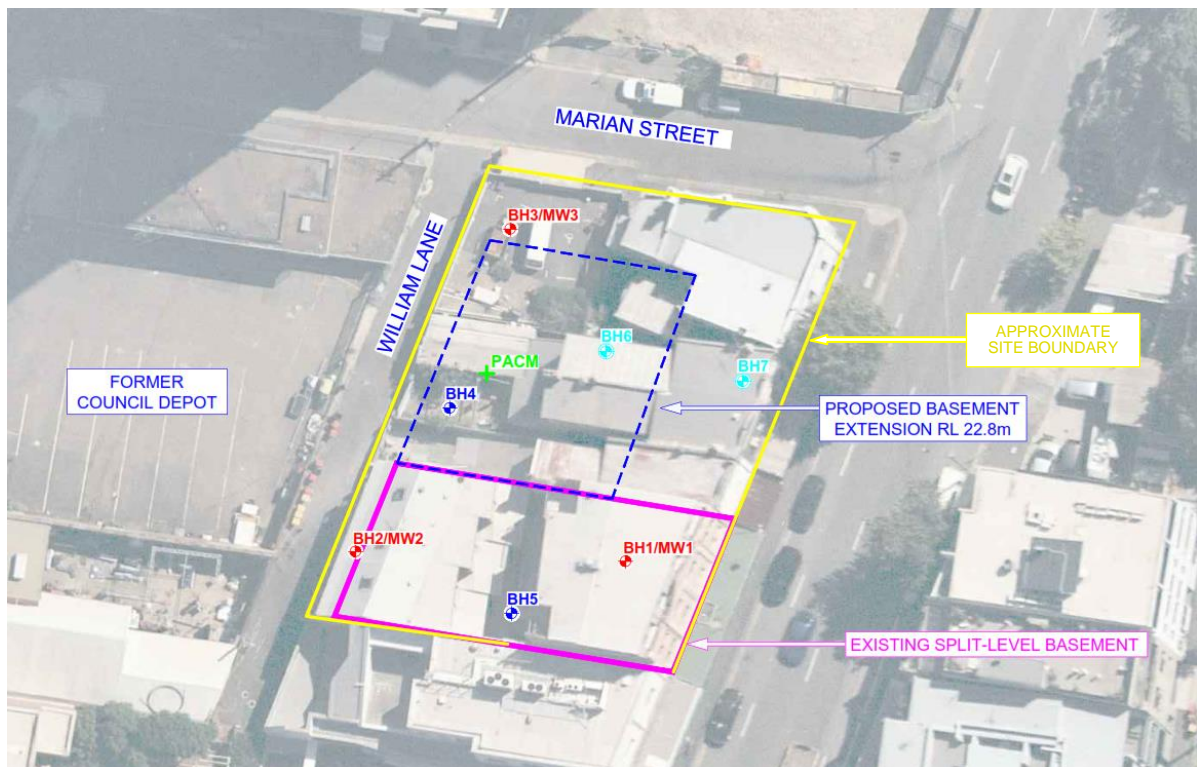 MARIAN STREET
BH3/MW3
WILLIAM LANE
APPROXIMATE
SITE BOUNDARY
BH6
PACM
BH7
FORMER
COUNCIL DEPOT
BH4
PROPOSED BASEMENT
EXTENSION RL 22.8m
BH2/MW2
BH1/MW1
BH5
EXISTING SPLIT-LEVEL BASEMENT